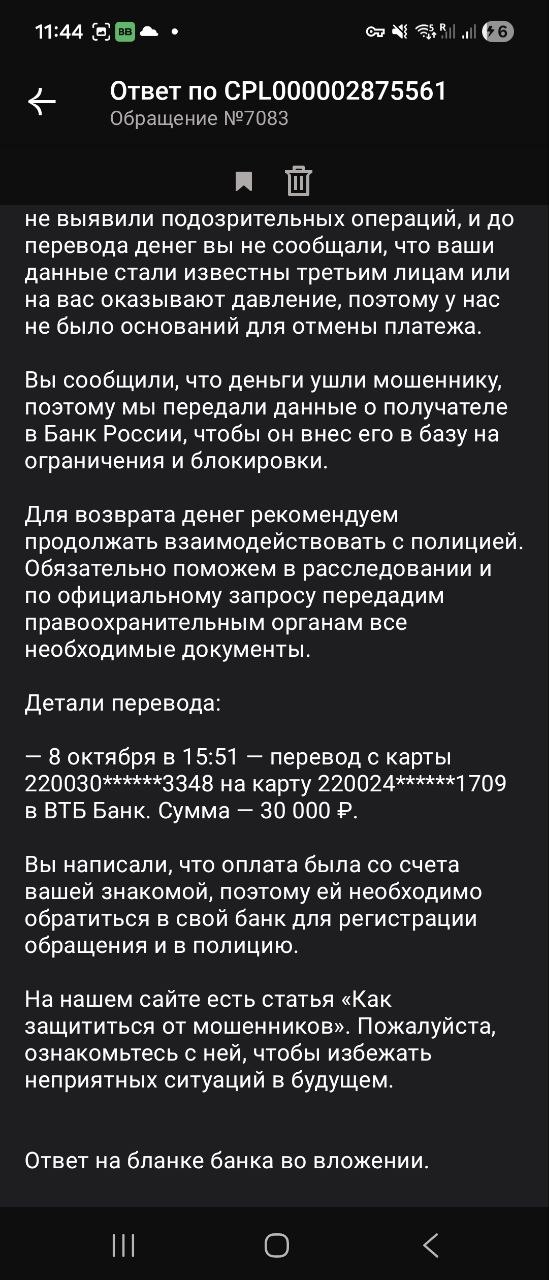 11:44 BB
R
6
Ответ по CPL000002875561
Обращение №7083
не выявили подозрительных операций, и до
перевода денег вы не сообщали, что ваши
данные стали известны третьим лицам или
на вас оказывают давление, поэтому у нас
не было оснований для отмены платежа.
Вы сообщили, что деньги ушли мошеннику,
поэтому мы передали данные о получателе
в Банк России, чтобы он внес его в базу на
ограничения и блокировки.
Для возврата денег рекомендуем
продолжать взаимодействовать с полицией.
Обязательно поможем в расследовании и
по официальному запросу передадим
правоохранительным органам все
необходимые документы.
Детали перевода:
— 8 октября в 15:51 — перевод с карты
220030******3348 на карту 220024******1709
в ВТБ Банк. Сумма — 30 000 ₽.
Вы написали, что оплата была со счета
вашей знакомой, поэтому ей необходимо
обратиться в свой банк для регистрации
обращения и в полицию.
На нашем сайте есть статья «Как
защититься от мошенников». Пожалуйста,
ознакомьтесь с ней, чтобы избежать
неприятных ситуаций в будущем.
Ответ на бланке банка во вложении.